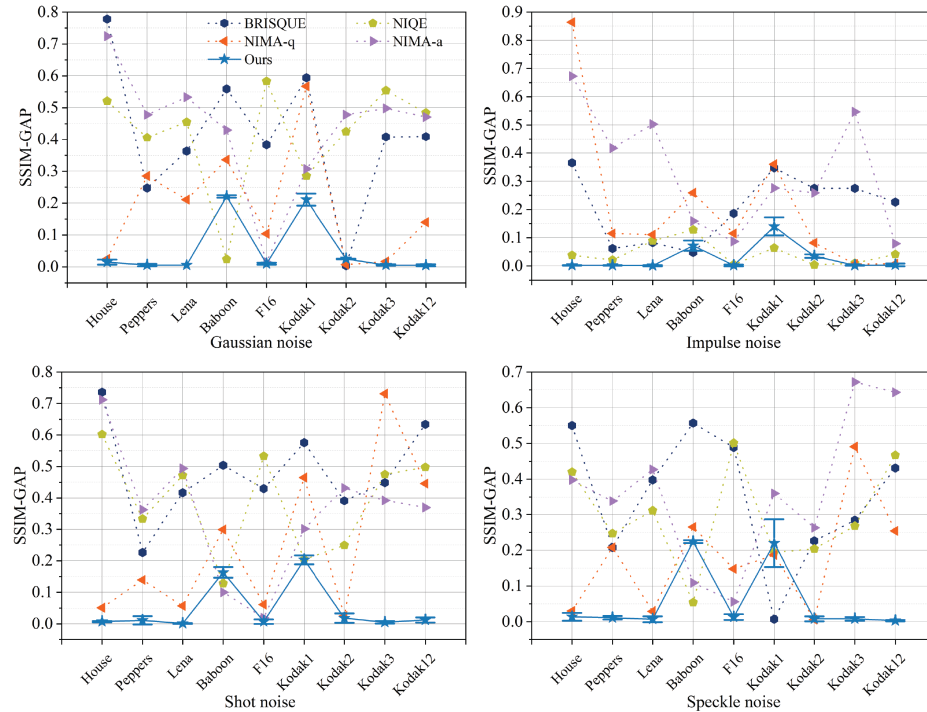 BRISQUE NIQE
NIMA-q NIMA-a
Ours
SSIM-GAP
0.8
0.7
0.6
0.5
0.4
0.3
0.2
0.1
0.0
House Peppers Lena Baboon F16 Kodak1 Kodak2 Kodak3 Kodak12
Gaussian noise
SSIM-GAP
0.9
0.8
0.7
0.6
0.5
0.4
0.3
0.2
0.1
0.0
House Peppers Lena Baboon F16 Kodak1 Kodak2 Kodak3 Kodak12
Impulse noise
SSIM-GAP
0.8
0.7
0.6
0.5
0.4
0.3
0.2
0.1
0.0
House Peppers Lena Baboon F16 Kodak1 Kodak2 Kodak3 Kodak12
Shot noise
SSIM-GAP
0.7
0.6
0.5
0.4
0.3
0.2
0.1
0.0
House Peppers Lena Baboon F16 Kodak1 Kodak2 Kodak3 Kodak12
Speckle noise